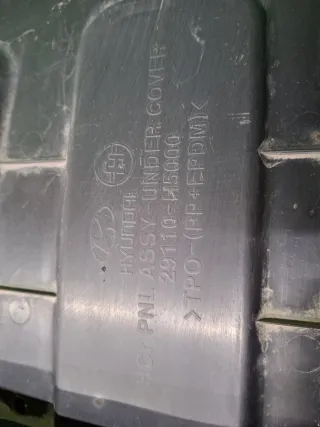 HYUNDAI
PNL ASSY-UNDER COVER
29110-H5000
>TPO-(PP+EPDM)<